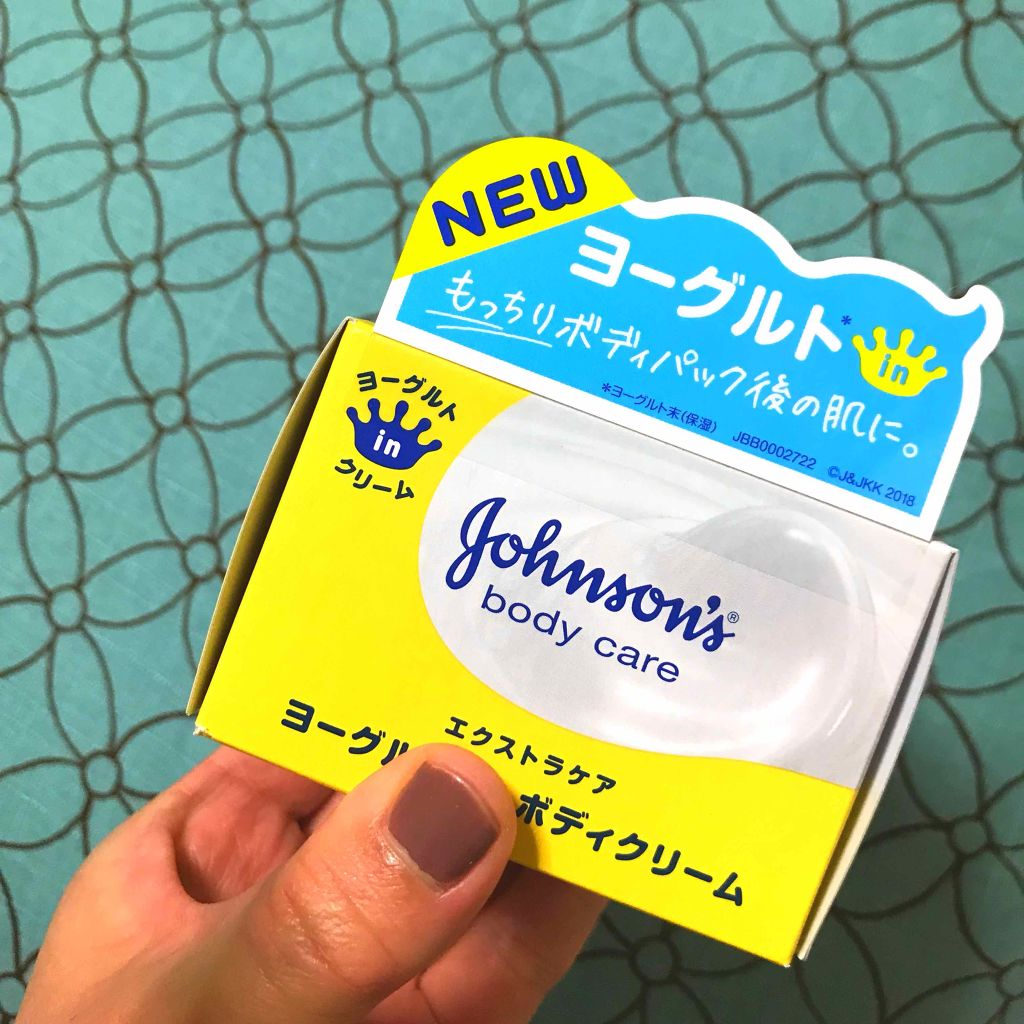 NEW
ヨーグルト*
in
もっちりボディパック後の肌に。
*ヨーグルト末(保湿) JBB0002722 ©J&JKK 2018
ヨーグルト
in
クリーム
Johnson's®
body care
エクストラケア
ヨーグル
ボディクリーム